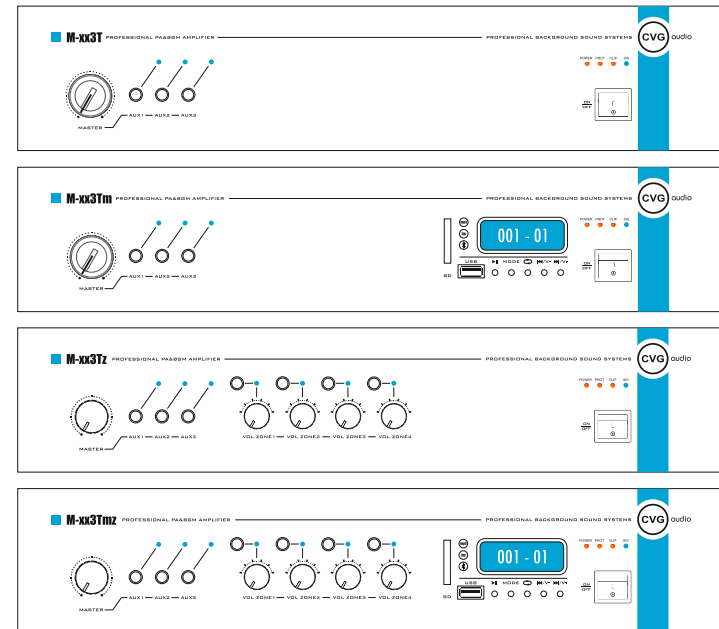 M-xx3T PROFESSIONAL PA&BGM AMPLIFIER PROFESSIONAL BACKGROUND SOUND SYSTEMS CVG audio
POWER PROT CLIP SIG
ON
OFF
AUX1 AUX2 AUX3
MASTER
M-xx3Tm PROFESSIONAL PA&BGM AMPLIFIER PROFESSIONAL BACKGROUND SOUND SYSTEMS CVG audio
POWER PROT CLIP SIG
001 - 01
ON
OFF
USB MODE V- V+
AUX1 AUX2 AUX3
SD
MASTER
M-xx3Tz PROFESSIONAL PA&BGM AMPLIFIER PROFESSIONAL BACKGROUND SOUND SYSTEMS CVG audio
POWER PROT CLIP SIG
ON
OFF
AUX1 AUX2 AUX3 VOL ZONE1 VOL ZONE2 VOL ZONE3 VOL ZONE4
MASTER
M-xx3Tmz PROFESSIONAL PA&BGM AMPLIFIER PROFESSIONAL BACKGROUND SOUND SYSTEMS CVG audio
POWER PROT CLIP SIG
001 - 01
ON
OFF
USB MODE V- V+
AUX1 AUX2 AUX3 VOL ZONE1 VOL ZONE2 VOL ZONE3 VOL ZONE4 SD
MASTER